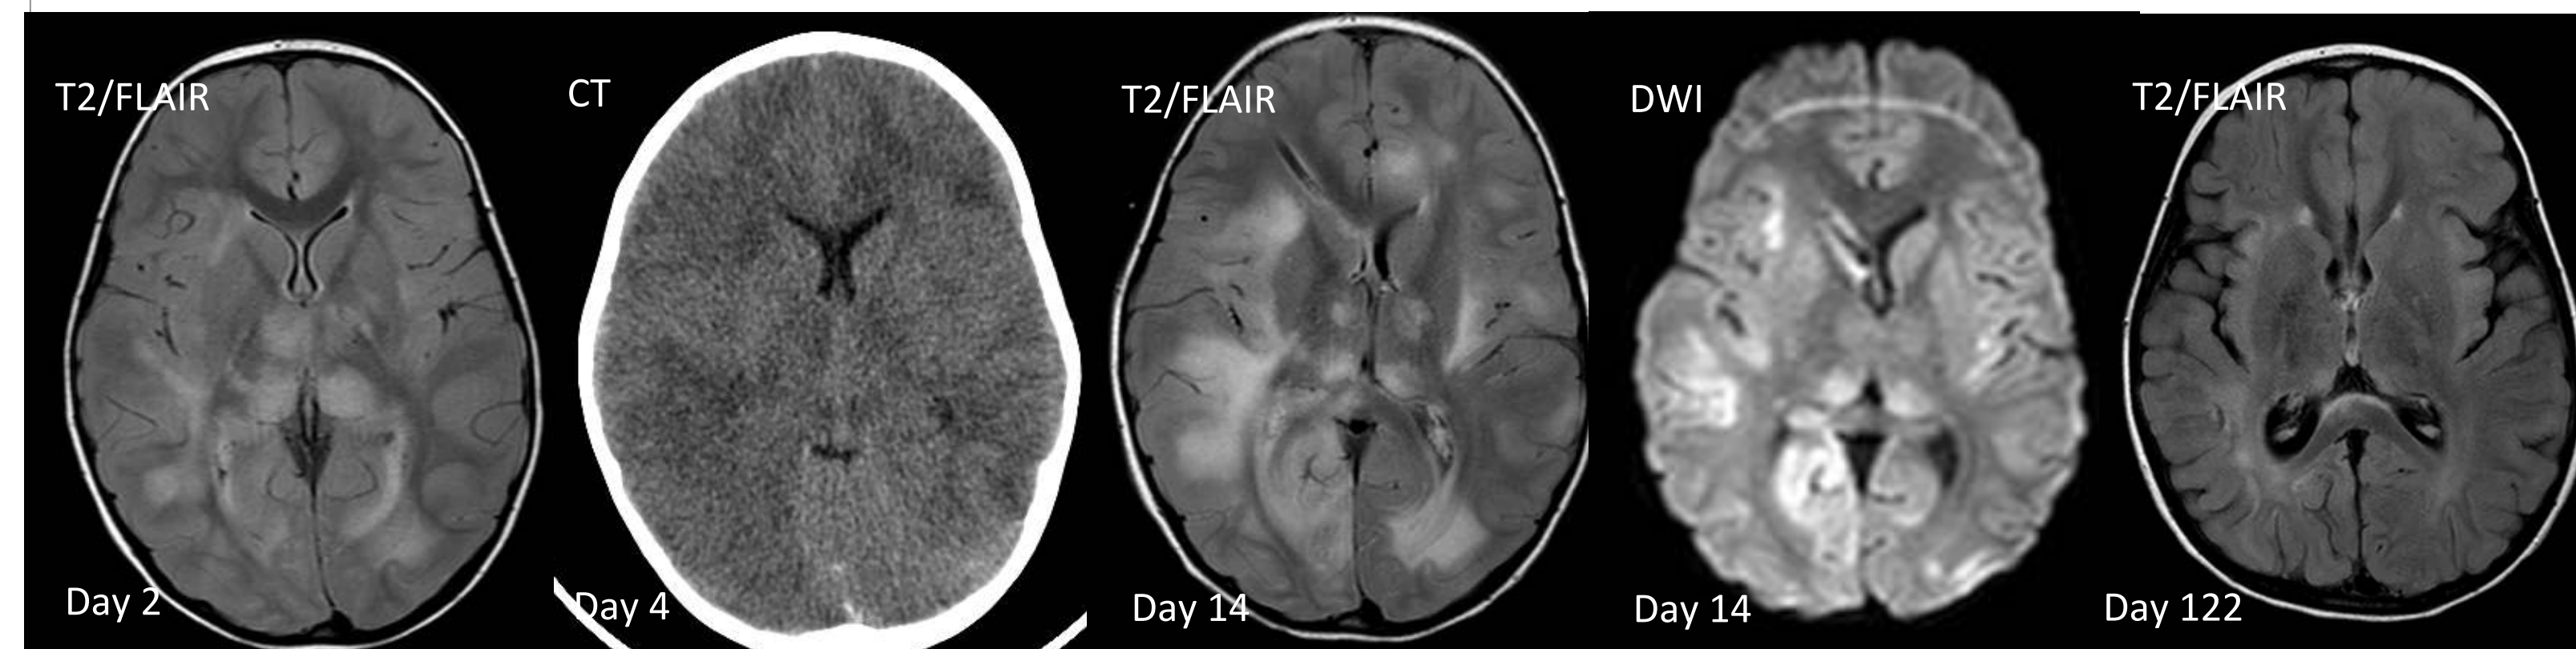 T2/FLAIR
CT
T2/FLAIR
DWI
T2/FLAIR
Day 2
Day 4
Day 14
Day 14
Day 122